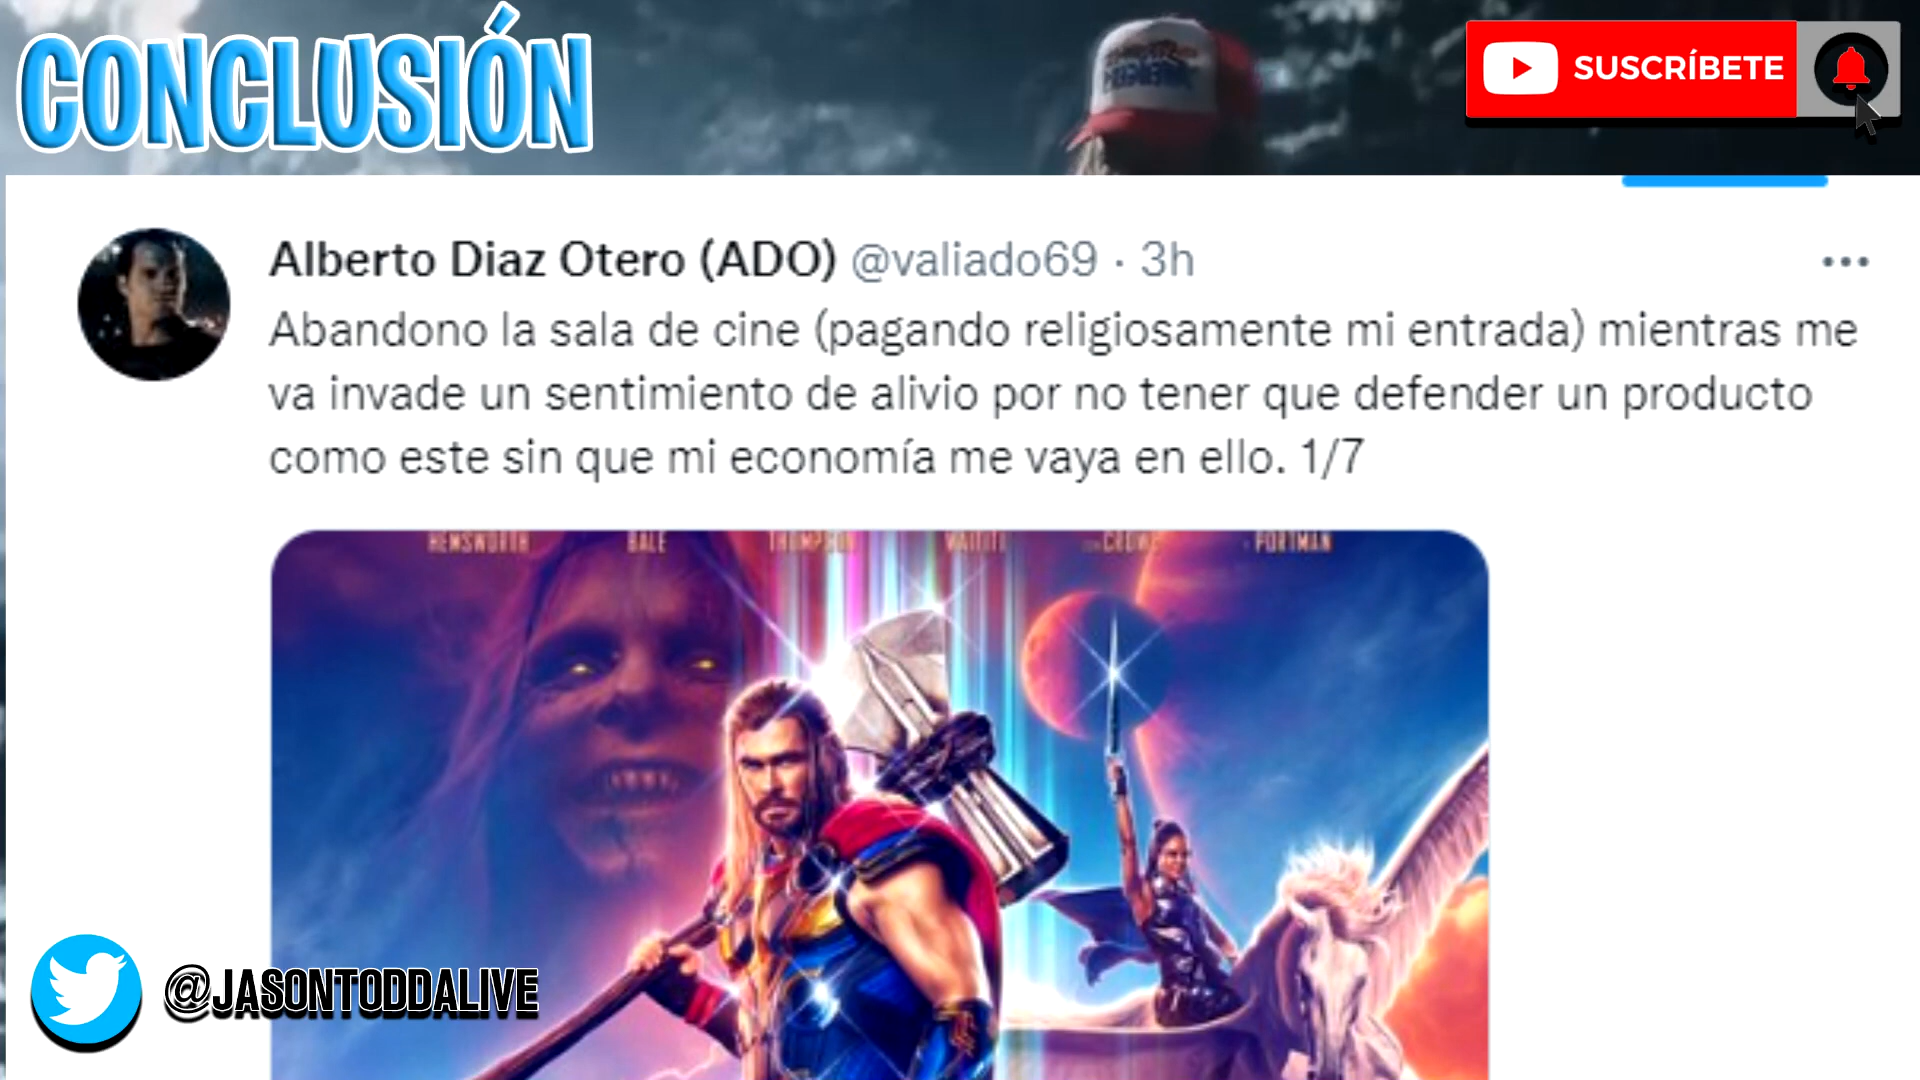 CONCLUSIÓN
SUSCRÍBETE
Alberto Diaz Otero (ADO) @valiado69 · 3h
Abandono la sala de cine (pagando religiosamente mi entrada) mientras me
va invade un sentimiento de alivio por no tener que defender un producto
como este sin que mi economía me vaya en ello. 1/7
HEMSWORTH BALE THOMPSON WAITITI CROWE PORTMAN
@JASONTODDALIVE